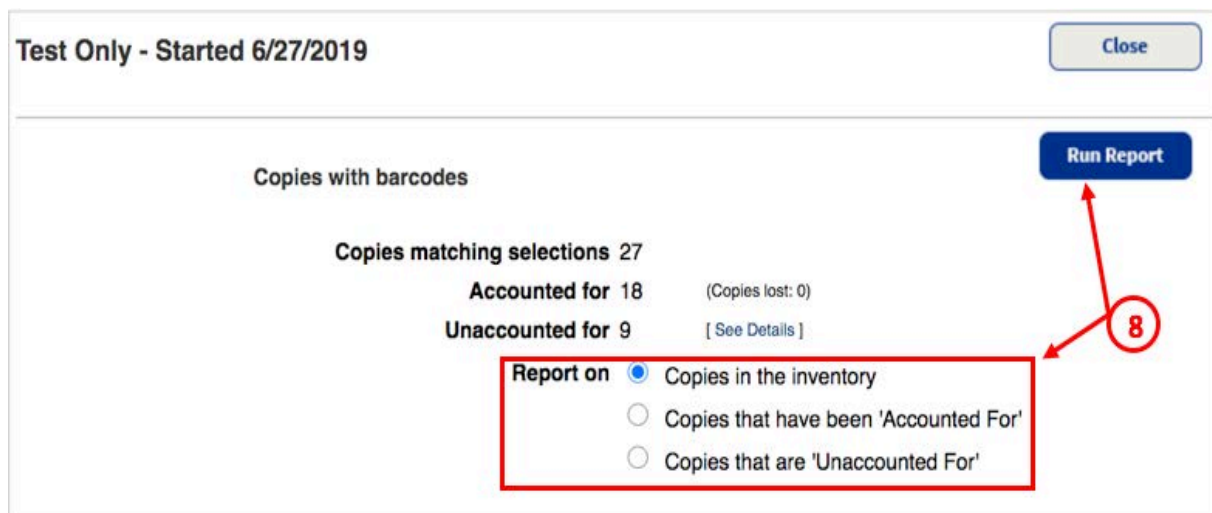 Test Only - Started 6/27/2019
Close
Run Report
Copies with barcodes
Copies matching selections 27
Accounted for 18 (Copies lost: 0)
Unaccounted for 9 [ See Details ]
8
Report on Copies in the inventory
Copies that have been 'Accounted For'
Copies that are 'Unaccounted For'